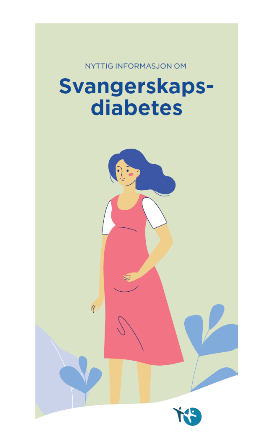 NYTTIG INFORMASJON OM
Svangerskaps-
diabetes